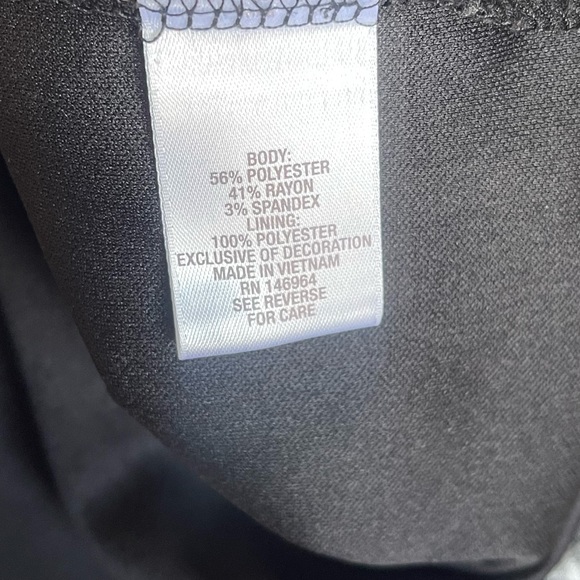 BODY:
56% POLYESTER
41% RAYON
3% SPANDEX
LINING:
100% POLYESTER
EXCLUSIVE OF DECORATION
MADE IN VIETNAM
RN 146964
SEE REVERSE
FOR CARE